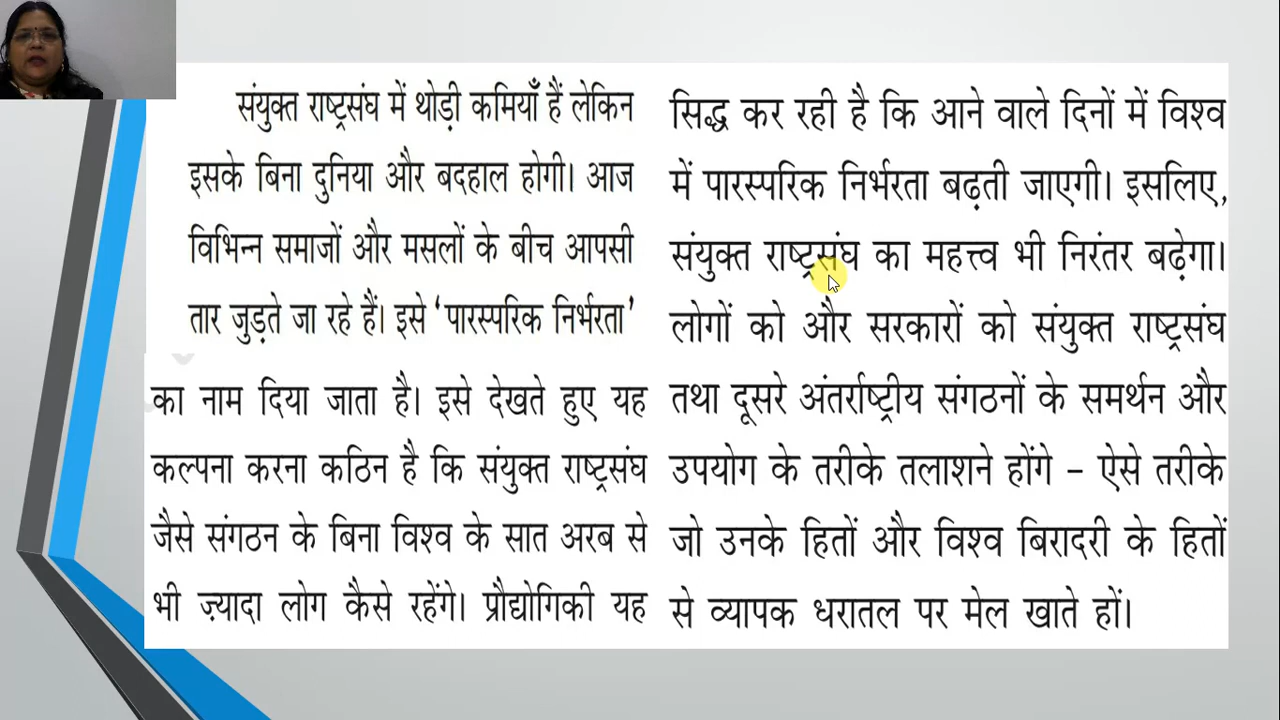 संयुक्त राष्ट्रसंघ में थोड़ी कमियाँ हैं लेकिन
इसके बिना दुनिया और बदहाल होगी। आज
विभिन्न समाजों और मसलों के बीच आपसी
तार जुड़ते जा रहे हैं। इसे ‘पारस्परिक निर्भरता’
का नाम दिया जाता है। इसे देखते हुए यह
कल्पना करना कठिन है कि संयुक्त राष्ट्रसंघ
जैसे संगठन के बिना विश्व के सात अरब से
भी ज़्यादा लोग कैसे रहेंगे। प्रौद्योगिकी यह
सिद्ध कर रही है कि आने वाले दिनों में विश्व
में पारस्परिक निर्भरता बढ़ती जाएगी। इसलिए,
संयुक्त राष्ट्रसंघ का महत्त्व भी निरंतर बढ़ेगा।
लोगों को और सरकारों को संयुक्त राष्ट्रसंघ
तथा दूसरे अंतर्राष्ट्रीय संगठनों के समर्थन और
उपयोग के तरीके तलाशने होंगे – ऐसे तरीके
जो उनके हितों और विश्व बिरादरी के हितों
से व्यापक धरातल पर मेल खाते हों।